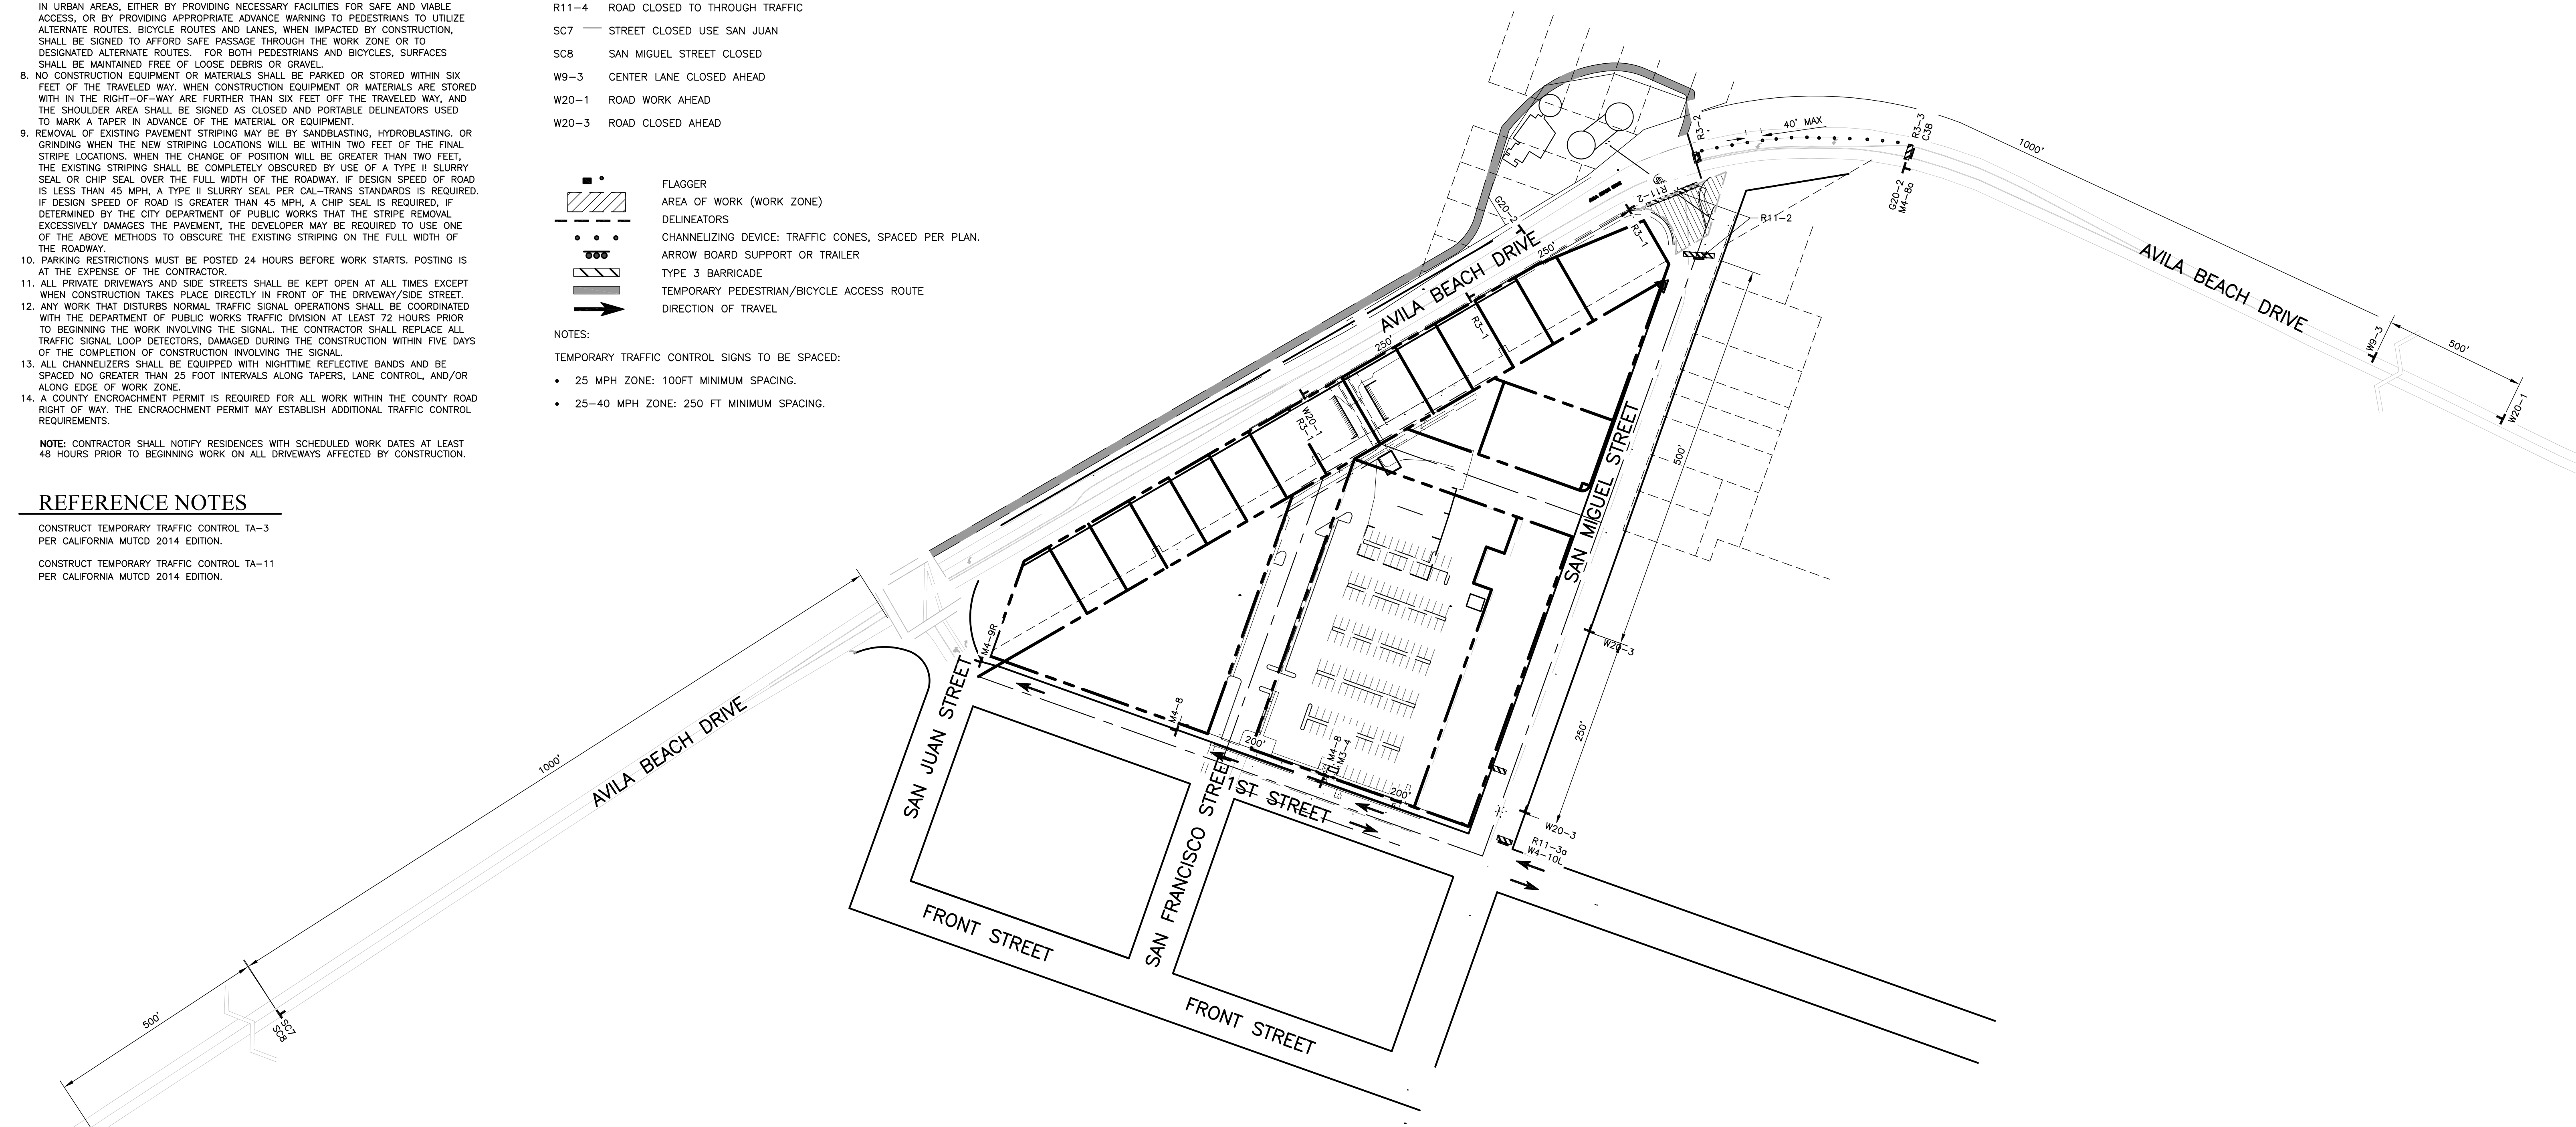 IN URBAN AREAS, EITHER BY PROVIDING NECESSARY FACILITIES FOR SAFE AND VIABLE
ACCESS, OR BY PROVIDING APPROPRIATE ADVANCE WARNING TO PEDESTRIANS TO UTILIZE
ALTERNATE ROUTES. BICYCLE ROUTES AND LANES, WHEN IMPACTED BY CONSTRUCTION,
SHALL BE SIGNED TO AFFORD SAFE PASSAGE THROUGH THE WORK ZONE OR TO
DESIGNATED ALTERNATE ROUTES. FOR BOTH PEDESTRIANS AND BICYCLES, SURFACES
SHALL BE MAINTAINED FREE OF LOOSE DEBRIS OR GRAVEL.
8. NO CONSTRUCTION EQUIPMENT OR MATERIALS SHALL BE PARKED OR STORED WITHIN SIX
FEET OF THE TRAVELED WAY. WHEN CONSTRUCTION EQUIPMENT OR MATERIALS ARE STORED
WITH IN THE RIGHT-OF-WAY ARE FURTHER THAN SIX FEET OFF THE TRAVELED WAY, AND
THE SHOULDER AREA SHALL BE SIGNED AS CLOSED AND PORTABLE DELINEATORS USED
TO MARK A TAPER IN ADVANCE OF THE MATERIAL OR EQUIPMENT.
9. REMOVAL OF EXISTING PAVEMENT STRIPING MAY BE BY SANDBLASTING, HYDROBLASTING. OR
GRINDING WHEN THE NEW STRIPING LOCATIONS WILL BE WITHIN TWO FEET OF THE FINAL
STRIPE LOCATIONS. WHEN THE CHANGE OF POSITION WILL BE GREATER THAN TWO FEET,
THE EXISTING STRIPING SHALL BE COMPLETELY OBSCURED BY USE OF A TYPE I! SLURRY
SEAL OR CHIP SEAL OVER THE FULL WIDTH OF THE ROADWAY. IF DESIGN SPEED OF ROAD
IS LESS THAN 45 MPH, A TYPE II SLURRY SEAL PER CAL-TRANS STANDARDS IS REQUIRED.
IF DESIGN SPEED OF ROAD IS GREATER THAN 45 MPH, A CHIP SEAL IS REQUIRED, IF
DETERMINED BY THE CITY DEPARTMENT OF PUBLIC WORKS THAT THE STRIPE REMOVAL
EXCESSIVELY DAMAGES THE PAVEMENT, THE DEVELOPER MAY BE REQUIRED TO USE ONE
OF THE ABOVE METHODS TO OBSCURE THE EXISTING STRIPING ON THE FULL WIDTH OF
THE ROADWAY.
10. PARKING RESTRICTIONS MUST BE POSTED 24 HOURS BEFORE WORK STARTS. POSTING IS
AT THE EXPENSE OF THE CONTRACTOR.
11. ALL PRIVATE DRIVEWAYS AND SIDE STREETS SHALL BE KEPT OPEN AT ALL TIMES EXCEPT
WHEN CONSTRUCTION TAKES PLACE DIRECTLY IN FRONT OF THE DRIVEWAY/SIDE STREET.
12. ANY WORK THAT DISTURBS NORMAL TRAFFIC SIGNAL OPERATIONS SHALL BE COORDINATED
WITH THE DEPARTMENT OF PUBLIC WORKS TRAFFIC DIVISION AT LEAST 72 HOURS PRIOR
TO BEGINNING THE WORK INVOLVING THE SIGNAL. THE CONTRACTOR SHALL REPLACE ALL
TRAFFIC SIGNAL LOOP DETECTORS, DAMAGED DURING THE CONSTRUCTION WITHIN FIVE DAYS
OF THE COMPLETION OF CONSTRUCTION INVOLVING THE SIGNAL.
13. ALL CHANNELIZERS SHALL BE EQUIPPED WITH NIGHTTIME REFLECTIVE BANDS AND BE
SPACED NO GREATER THAN 25 FOOT INTERVALS ALONG TAPERS, LANE CONTROL, AND/OR
ALONG EDGE OF WORK ZONE.
14. A COUNTY ENCROACHMENT PERMIT IS REQUIRED FOR ALL WORK WITHIN THE COUNTY ROAD
RIGHT OF WAY. THE ENCRAOCHMENT PERMIT MAY ESTABLISH ADDITIONAL TRAFFIC CONTROL
REQUIREMENTS.
NOTE: CONTRACTOR SHALL NOTIFY RESIDENCES WITH SCHEDULED WORK DATES AT LEAST
48 HOURS PRIOR TO BEGINNING WORK ON ALL DRIVEWAYS AFFECTED BY CONSTRUCTION.
REFERENCE NOTES
CONSTRUCT TEMPORARY TRAFFIC CONTROL TA-3
PER CALIFORNIA MUTCD 2014 EDITION.
CONSTRUCT TEMPORARY TRAFFIC CONTROL TA-11
PER CALIFORNIA MUTCD 2014 EDITION.
R11-4 ROAD CLOSED TO THROUGH TRAFFIC
SC7 STREET CLOSED USE SAN JUAN
SC8 SAN MIGUEL STREET CLOSED
W9-3 CENTER LANE CLOSED AHEAD
W20-1 ROAD WORK AHEAD
W20-3 ROAD CLOSED AHEAD
FLAGGER
AREA OF WORK (WORK ZONE)
DELINEATORS
CHANNELIZING DEVICE: TRAFFIC CONES, SPACED PER PLAN.
ARROW BOARD SUPPORT OR TRAILER
TYPE 3 BARRICADE
TEMPORARY PEDESTRIAN/BICYCLE ACCESS ROUTE
DIRECTION OF TRAVEL
NOTES:
TEMPORARY TRAFFIC CONTROL SIGNS TO BE SPACED:
• 25 MPH ZONE: 100FT MINIMUM SPACING.
• 25-40 MPH ZONE: 250 FT MINIMUM SPACING.
R3-2
40' MAX
R3-3
C38
1000'
G20-2
M4-8a
R11-2
R11-2
G20-2
R3-1
250'
AVILA BEACH DRIVE
AVILA BEACH DRIVE
W9-3
500'
W20-1
R3-1
250'
W20-1
R3-1
500'
SAN MIGUEL STREET
W20-3
250'
M4-9R
M4-8
200'
M4-8
M3-4
200'
1ST STREET
W20-3
R11-3a
W4-10L
SAN JUAN STREET
SAN FRANCISCO STREET
FRONT STREET
FRONT STREET
AVILA BEACH DRIVE
1000'
500'
SC7
SC8